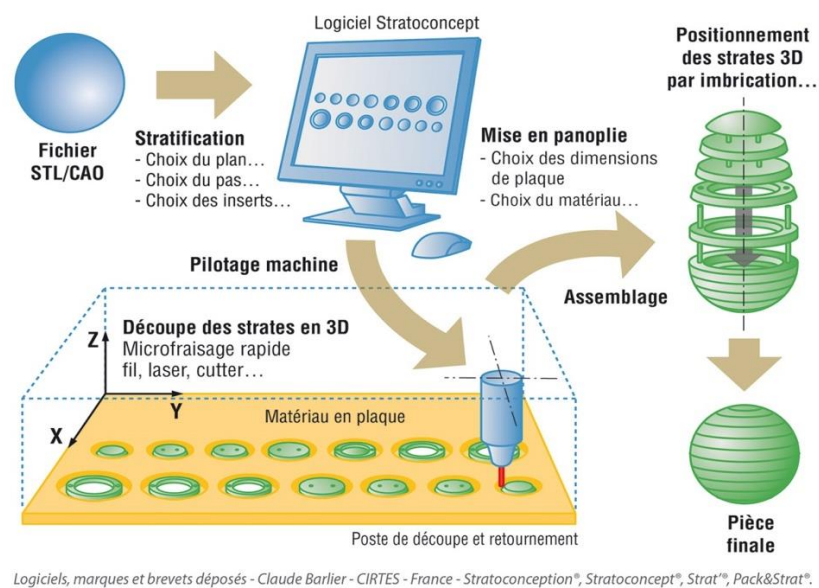 Logiciel Stratoconcept
Fichier
STL/CAO
Stratification
- Choix du plan…
- Choix du pas…
- Choix des inserts…
Mise en panoplie
- Choix des dimensions
de plaque
- Choix du matériau…
Positionnement
des strates 3D
par imbrication…
Pilotage machine
Assemblage
Découpe des strates en 3D
Microfraisage rapide
fil, laser, cutter…
Z
Y
X
Matériau en plaque
Poste de découpe et retournement
Pièce
finale
Logiciels, marques et brevets déposés - Claude Barlier - CIRTES - France - Stratoconception®, Stratoconcept®, Strat'®, Pack&Strat®.